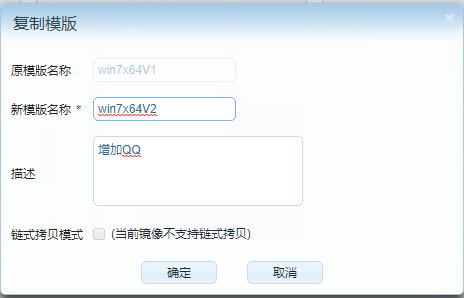 复制模版
原模版名称 win7x64V1
新模版名称 * win7x64V2
描述 增加QQ
链式拷贝模式 (当前镜像不支持链式拷贝)
确定 取消